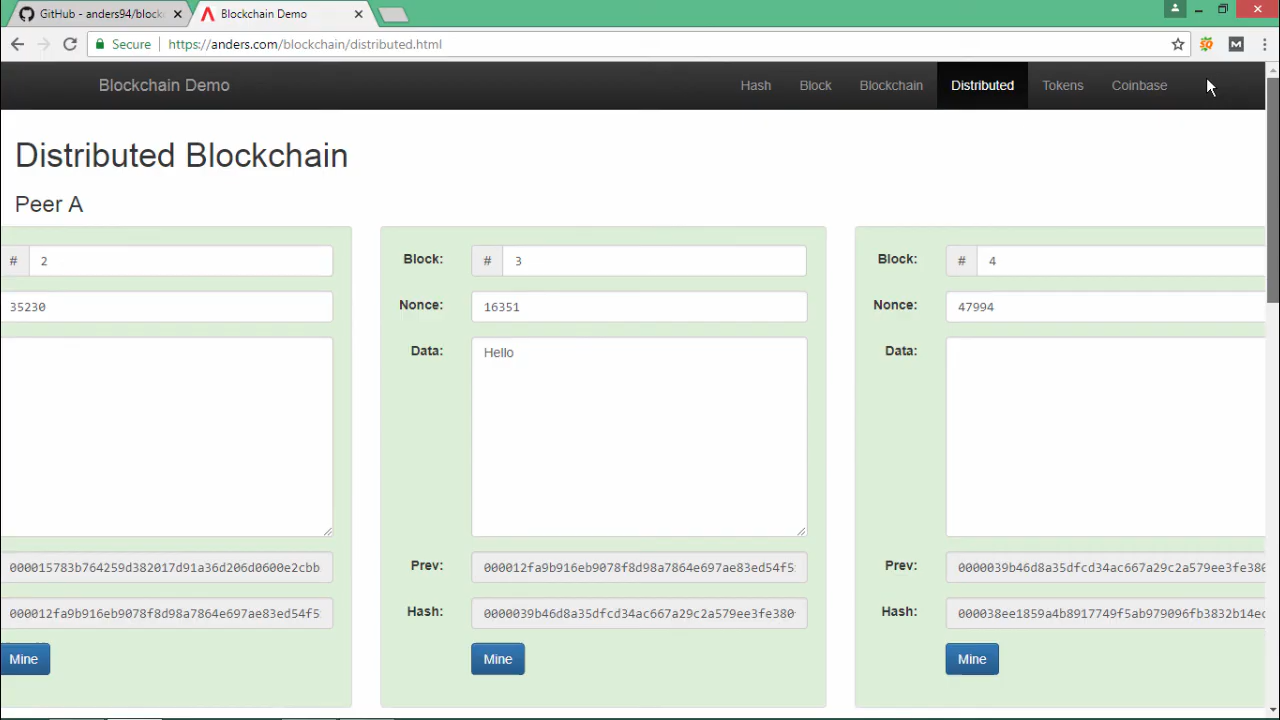 GitHub - anders94/block
Blockchain Demo
Secure
https://anders.com/blockchain/distributed.html
Blockchain Demo
Hash
Block
Blockchain
Distributed
Tokens
Coinbase
Distributed Blockchain
Peer A
# 2
35230
000015783b764259d382017d91a36d206d0600e2cbb
000012fa9b916eb9078f8d98a7864e697ae83ed54f5
Mine
Block: # 3
Nonce: 16351
Data: Hello
Prev: 000012fa9b916eb9078f8d98a7864e697ae83ed54f5
Hash: 0000039b46d8a35dfcd34ac667a29c2a579ee3fe380
Mine
Block: # 4
Nonce: 47994
Data:
Prev: 0000039b46d8a35dfcd34ac667a29c2a579ee3fe380
Hash: 000038ee1859a4b8917749f5ab979096fb3832b14ec
Mine